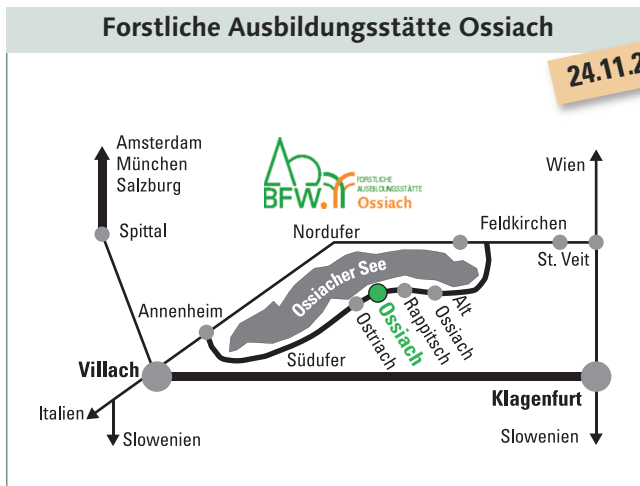 Forstliche Ausbildungsstätte Ossiach
24.11.2
Amsterdam
München
Salzburg
BFW.
FORSTLICHE
AUSBILDUNGSSTÄTTE
Ossiach
Wien
Spittal
Nordufer
Feldkirchen
St. Veit
Ossiacher See
Annenheim
Ostriach
Ossiach
Rappitsch
Alt
Ossiach
Südufer
Villach
Klagenfurt
Italien
Slowenien
Slowenien